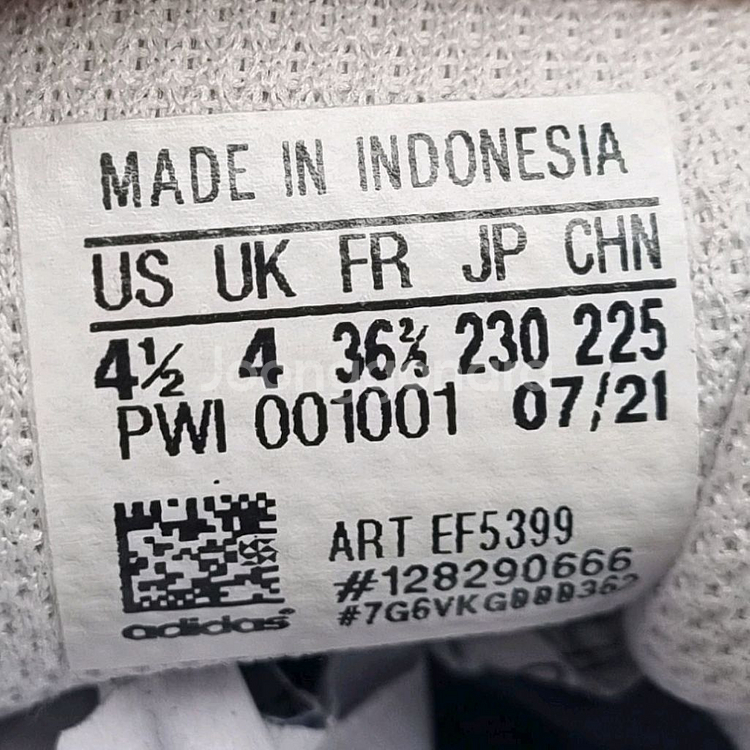 MADE IN INDONESIA
US UK FR JP CHN
4½ 4 36⅔ 230 225
PWI 001001 07/21
ART EF5399
#128290666
adidas